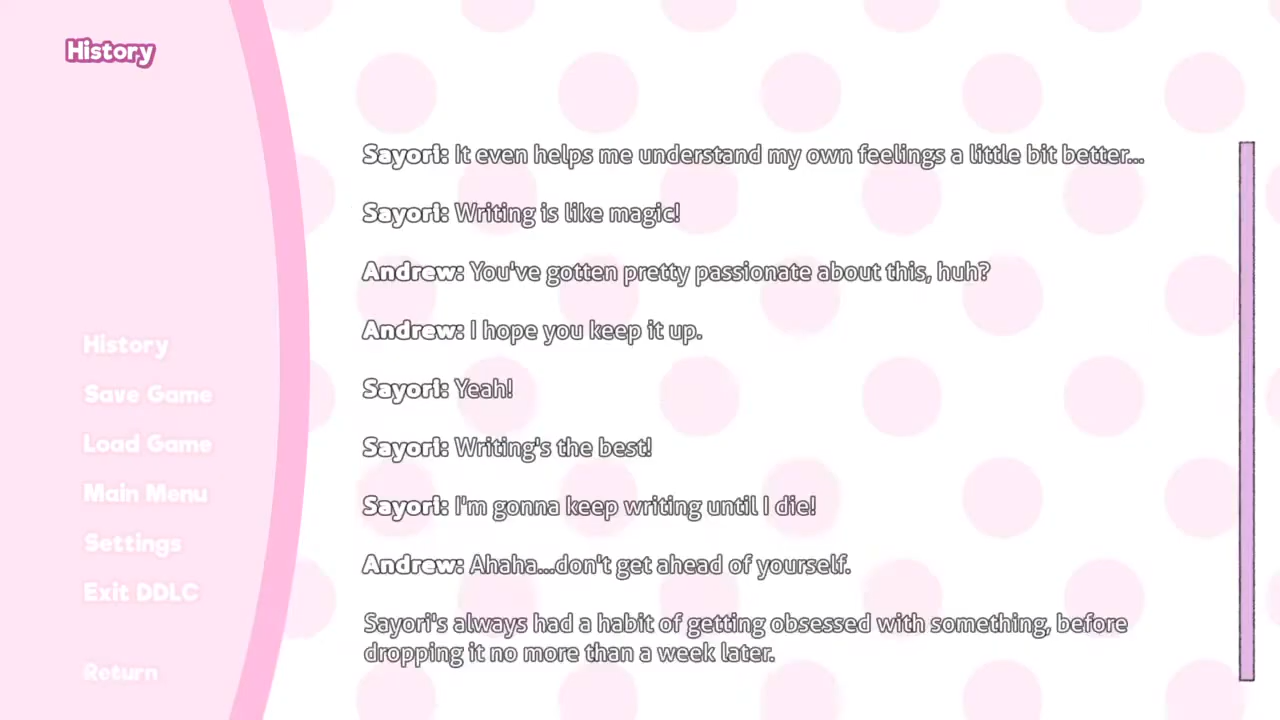 History
Sayori: It even helps me understand my own feelings a little bit better...
Sayori: Writing is like magic!
Andrew: You've gotten pretty passionate about this, huh?
Andrew: I hope you keep it up.
Sayori: Yeah!
Sayori: Writing's the best!
Sayori: I'm gonna keep writing until I die!
Andrew: Ahaha...don't get ahead of yourself.
Sayori's always had a habit of getting obsessed with something, before
dropping it no more than a week later.
History
Save Game
Load Game
Main Menu
Settings
Exit DDLC
Return